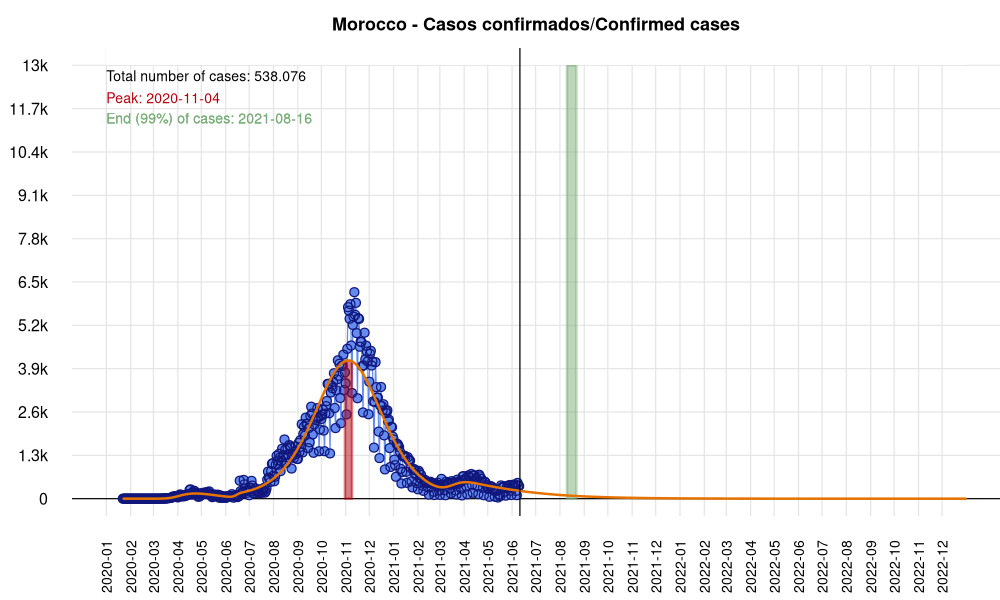 Morocco - Casos confirmados/Confirmed cases
Total number of cases: 538.076
Peak: 2020-11-04
End (99%) of cases: 2021-08-16
13k
11.7k
10.4k
9.1k
7.8k
6.5k
5.2k
3.9k
2.6k
1.3k
0
2020-01
2020-02
2020-03
2020-04
2020-05
2020-06
2020-07
2020-08
2020-09
2020-10
2020-11
2020-12
2021-01
2021-02
2021-03
2021-04
2021-05
2021-06
2021-07
2021-08
2021-09
2021-10
2021-11
2021-12
2022-01
2022-02
2022-03
2022-04
2022-05
2022-06
2022-07
2022-08
2022-09
2022-10
2022-11
2022-12